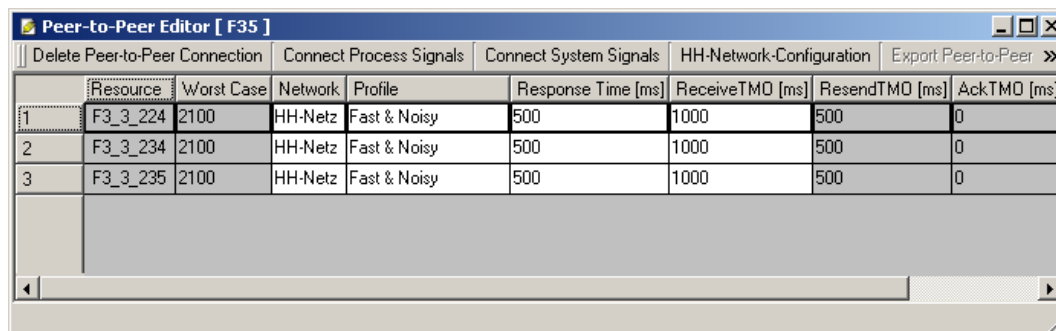 Peer-to-Peer Editor [ F35 ]
Delete Peer-to-Peer Connection Connect Process Signals Connect System Signals HH-Network-Configuration Export Peer-to-Peer »
Resource Worst Case Network Profile Response Time [ms] ReceiveTMO [ms] ResendTMO [ms] AckTMO [ms]
1 F3_3_224 2100 HH-Netz Fast & Noisy 500 1000 500 0
2 F3_3_234 2100 HH-Netz Fast & Noisy 500 1000 500 0
3 F3_3_235 2100 HH-Netz Fast & Noisy 500 1000 500 0